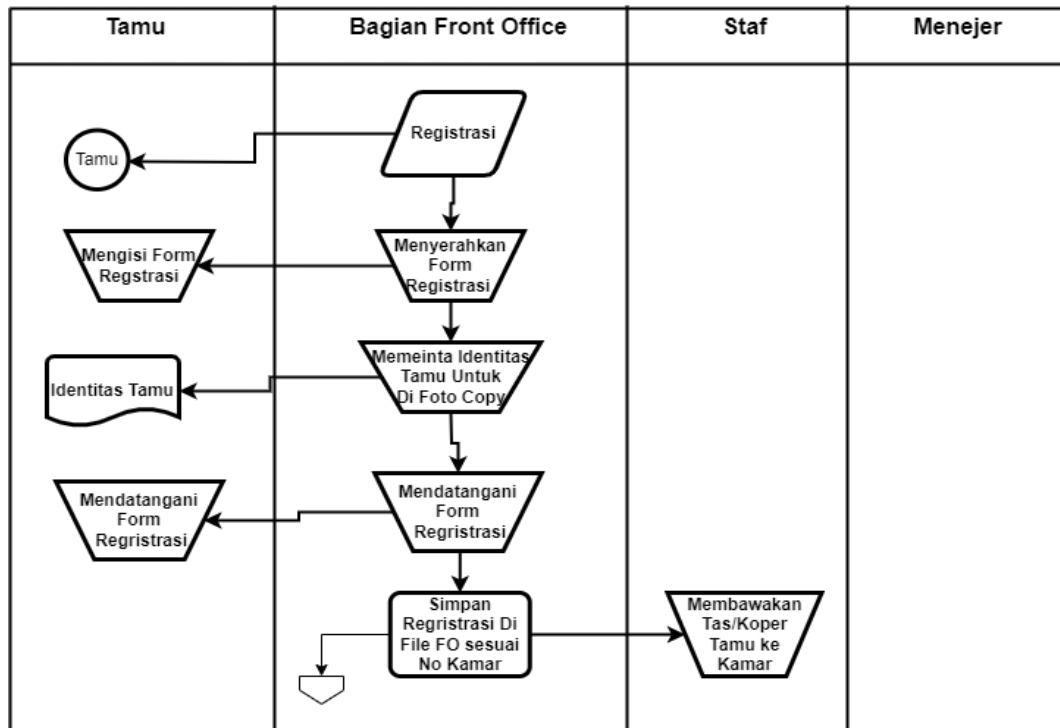 Tamu
Bagian Front Office
Staf
Menejer
Registrasi
Tamu
Menyerahkan
Form
Registrasi
Mengisi Form
Regstrasi
Memeinta Identitas
Tamu Untuk
Di Foto Copy
Identitas Tamu
Mendatangani
Form
Regristrasi
Mendatangani
Form
Regristrasi
Simpan
Regristrasi Di
File FO sesuai
No Kamar
Membawakan
Tas/Koper
Tamu ke
Kamar